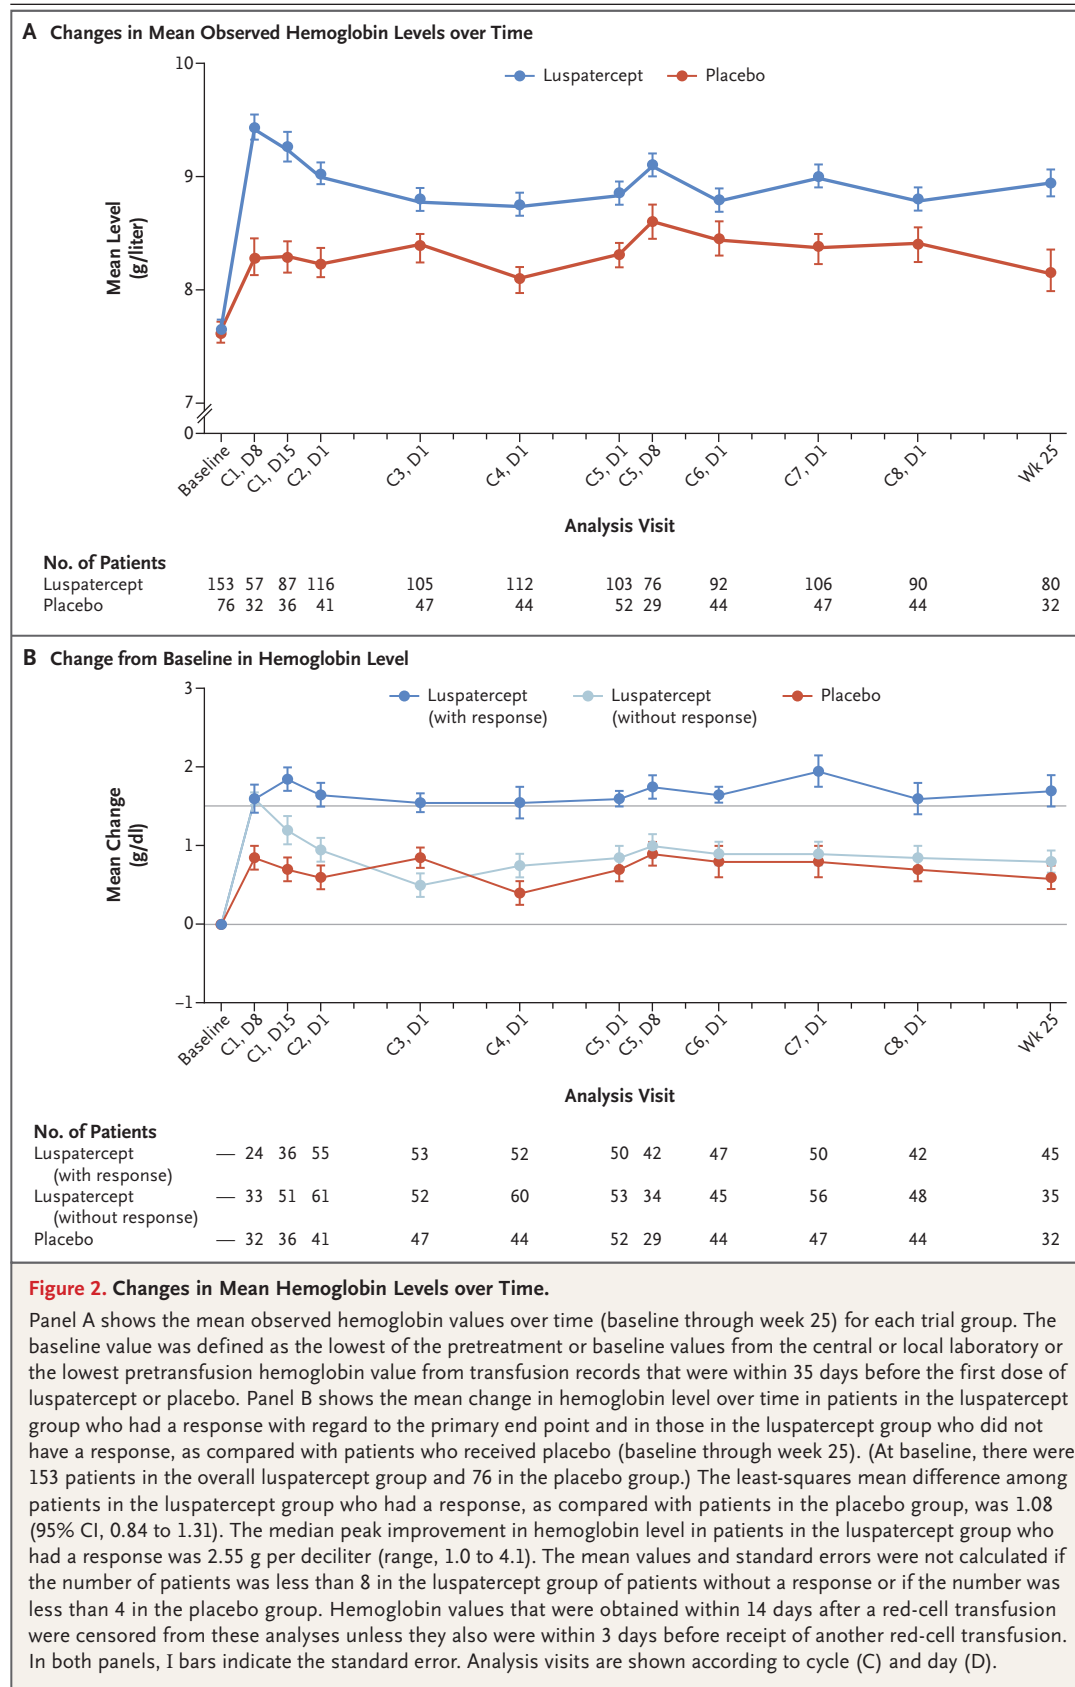 A Changes in Mean Observed Hemoglobin Levels over Time
10
9
8
7
0
Mean Level
(g/liter)
Luspatercept
Placebo
Baseline
C1, D8
C1, D15
C2, D1
C3, D1
C4, D1
C5, D1
C5, D8
C6, D1
C7, D1
C8, D1
Wk 25
Analysis Visit
No. of Patients
Luspatercept 153 57 87 116 105 112 103 76 92 106 90 80
Placebo 76 32 36 41 47 44 52 29 44 47 44 32
B Change from Baseline in Hemoglobin Level
3
2
1
0
−1
Mean Change
(g/dl)
Luspatercept
(with response)
Luspatercept
(without response)
Placebo
Baseline
C1, D8
C1, D15
C2, D1
C3, D1
C4, D1
C5, D1
C5, D8
C6, D1
C7, D1
C8, D1
Wk 25
Analysis Visit
No. of Patients
Luspatercept — 24 36 55 53 52 50 42 47 50 42 45
(with response)
Luspatercept — 33 51 61 52 60 53 34 45 56 48 35
(without response)
Placebo — 32 36 41 47 44 52 29 44 47 44 32
Figure 2. Changes in Mean Hemoglobin Levels over Time.
Panel A shows the mean observed hemoglobin values over time (baseline through week 25) for each trial group. The
baseline value was defined as the lowest of the pretreatment or baseline values from the central or local laboratory or
the lowest pretransfusion hemoglobin value from transfusion records that were within 35 days before the first dose of
luspatercept or placebo. Panel B shows the mean change in hemoglobin level over time in patients in the luspatercept
group who had a response with regard to the primary end point and in those in the luspatercept group who did not
have a response, as compared with patients who received placebo (baseline through week 25). (At baseline, there were
153 patients in the overall luspatercept group and 76 in the placebo group.) The least-squares mean difference among
patients in the luspatercept group who had a response, as compared with patients in the placebo group, was 1.08
(95% CI, 0.84 to 1.31). The median peak improvement in hemoglobin level in patients in the luspatercept group who
had a response was 2.55 g per deciliter (range, 1.0 to 4.1). The mean values and standard errors were not calculated if
the number of patients was less than 8 in the luspatercept group of patients without a response or if the number was
less than 4 in the placebo group. Hemoglobin values that were obtained within 14 days after a red-cell transfusion
were censored from these analyses unless they also were within 3 days before receipt of another red-cell transfusion.
In both panels, I bars indicate the standard error. Analysis visits are shown according to cycle (C) and day (D).